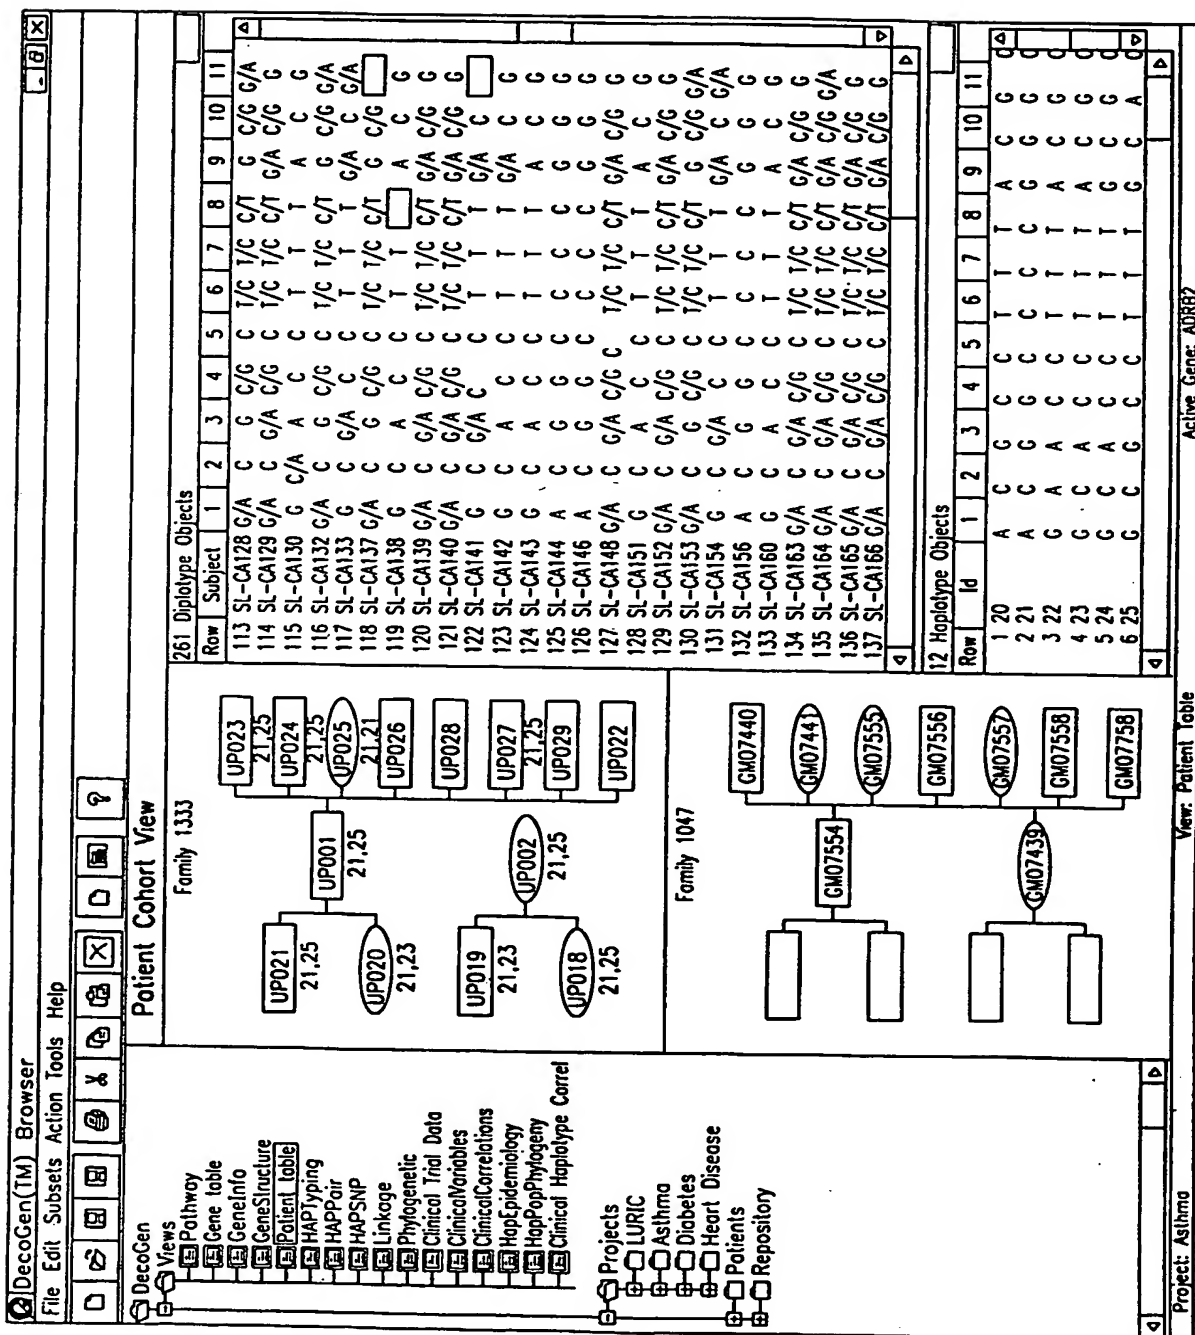 DecoGen(TM) Browser
File Edit Subsets Action Tools Help
DecoGen
Views
Pathway
Gene table
GeneInfo
GeneStructure
Patient table
HAPTyping
HAPPair
HAPSNP
Linkage
Phylogenetic
Clinical Trial Data
ClinicalVariables
ClinicalCorrelations
HapEpidemiology
HapPopPhylogeny
Clinical Haplotype Correl
Projects
LURIC
Asthma
Diabetes
Heart Disease
Patients
Repository
Patient Cohort View
Family 1333
UP021
21,25
UP020
21,23
UP019
21,23
UP018
21,25
UP001
21,25
UP002
21,25
UP023
21,25
UP024
21,25
UP025
21,21
UP026
UP028
UP027
21,25
UP029
UP022
Family 1047
GM07554
GM07439
GM07440
GM07441
GM07555
GM07556
GM07557
GM07558
GM07758
261 Diplotype Objects
Row Subject 1 2 3 4 5 6 7 8 9 10 11
113 SL-CA128 G/A C G C/G C T/C T/C C/T G C/G G/A
114 SL-CA129 G/A C G/A C/G C T/C T/C C/T G/A C/G G
115 SL-CA130 G C/A A C C T T T A C G
116 SL-CA132 G/A C G C/G C T/C T/C C/T G C/G G/A
117 SL-CA133 G C G/A C C T T T G/A C G/A
118 SL-CA137 G/A C G C/G C T/C T/C C/T G C/G
119 SL-CA138 G C A C C T T A C G
120 SL-CA139 G/A C G/A C/G C T/C T/C C/T G/A C/G G
121 SL-CA140 G/A C G/A C/G C T/C T/C C/T G/A C/G G
122 SL-CA141 G C G/A C C T T T G/A C
123 SL-CA142 G C A C C T T T G/A C G
124 SL-CA143 G C A C C T T T A C G
125 SL-CA144 A C G G C C C C G G G
126 SL-CA146 A C G G C C C C G G G
127 SL-CA148 G/A C G/A C/G C T/C T/C C/T G/A C/G G
128 SL-CA151 G C A C C T T T A C G
129 SL-CA152 G/A C G/A C/G C T/C T/C C/T G/A C/G G
130 SL-CA153 G/A C G C/G C T/C T/C C/T G C/G G/A
131 SL-CA154 G C G/A C C T T T G/A C G/A
132 SL-CA156 A C G G C C C C G G G
133 SL-CA160 G C A C C T T T A C G
134 SL-CA163 G/A C G/A C/G C T/C T/C C/T G/A C/G G
135 SL-CA164 G/A C G/A C/G C T/C T/C C/T G/A C/G G/A
136 SL-CA165 G/A C G/A C/G C T/C T/C C/T G/A C/G G
137 SL-CA166 G/A C G/A C/G C T/C T/C C/T G/A C/G G
12 Haplotype Objects
Row Id 1 2 3 4 5 6 7 8 9 10 11
1 20 A C G C C T T T A C G
2 21 A C G G C C C C G G G
3 22 G A A C C T T T A C G
4 23 G C A C C T T T A C G
5 24 G C A C C T T T G C G
6 25 G C G C C T T T G C A
Project: Asthma View: Patient Table Active Gene: ADRB2